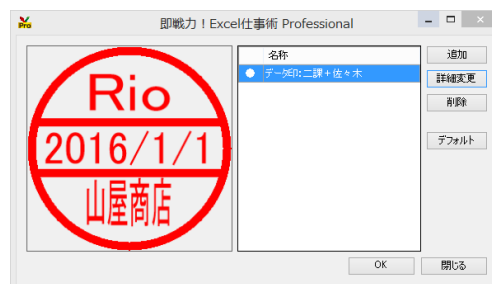 Pro
即戦力！Excel仕事術 Professional
Rio
2016/1/1
山屋商店
名称
データ印:二課+佐々木
追加
詳細変更
削除
デフォルト
OK
閉じる